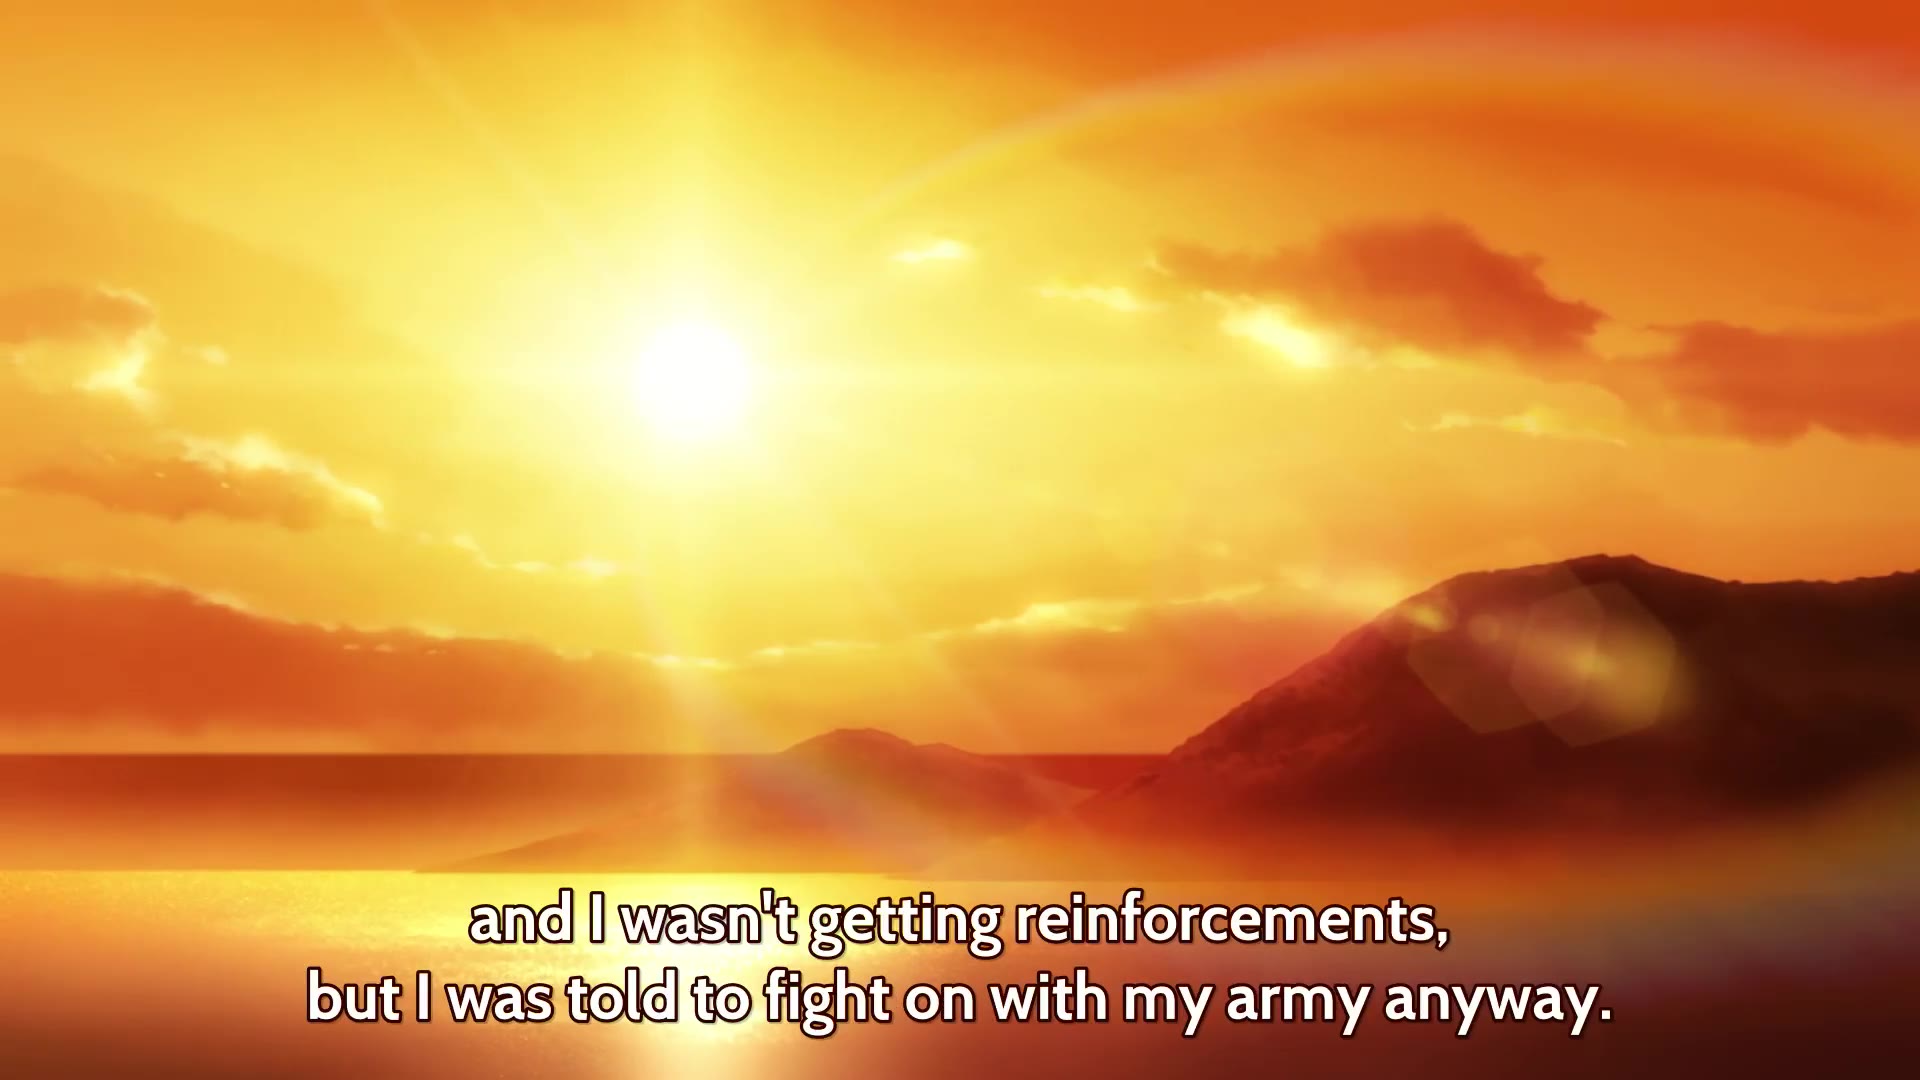 and I wasn't getting reinforcements,
but I was told to fight on with my army anyway.